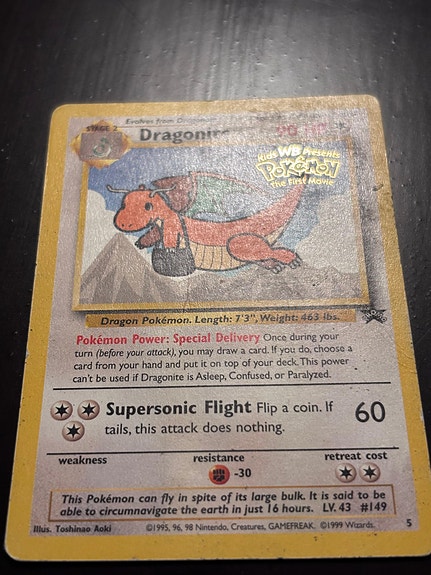 Evolves from
STAGE 2
Dragonite
Kids WB Presents
POKéMON
The First Movie
Dragon Pokémon. Length: 7'3", Weight: 463 lbs.
Pokémon Power: Special Delivery Once during your
turn (before your attack), you may draw a card. If you do, choose a
card from your hand and put it on top of your deck. This power
can't be used if Dragonite is Asleep, Confused, or Paralyzed.
Supersonic Flight Flip a coin. If 60
tails, this attack does nothing.
weakness resistance retreat cost
-30
This Pokémon can fly in spite of its large bulk. It is said to be
able to circumnavigate the earth in just 16 hours. LV. 43 #149
Illus. Toshinao Aoki ©1995, 96, 98 Nintendo, Creatures, GAMEFREAK. ©1999 Wizards. 5